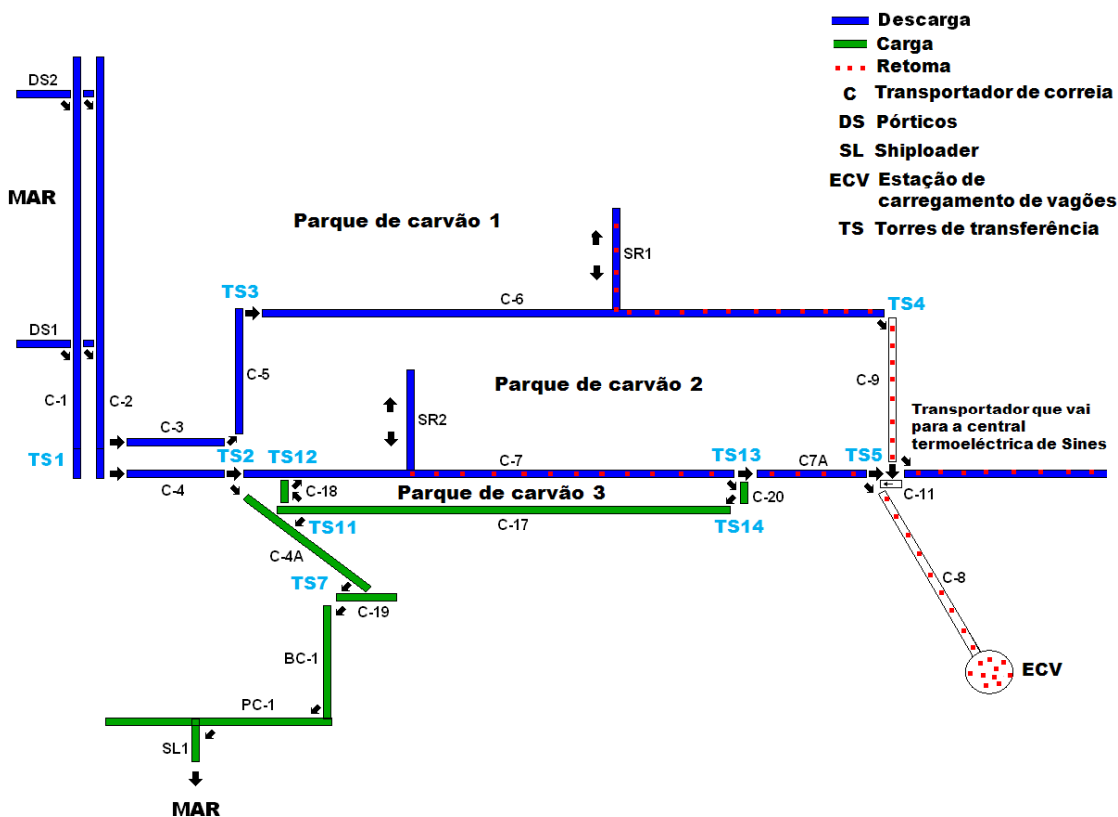 Descarga
Carga
Retoma
C Transportador de correia
DS Pórticos
SL Shiploader
ECV Estação de
carregamento de vagões
TS Torres de transferência
DS2
MAR
Parque de carvão 1
SR1
TS3
C-6
TS4
DS1
C-5
C-1
C-2
Parque de carvão 2
C-9
SR2
C-3
Transportador que vai
para a central
termoeléctrica de Sines
TS1
TS2
TS12
C-7
TS13
C7A
TS5
C-4
C-18
Parque de carvão 3
C-20
C-11
C-17
TS11
TS14
C-4A
TS7
C-19
C-8
BC-1
ECV
PC-1
SL1
MAR